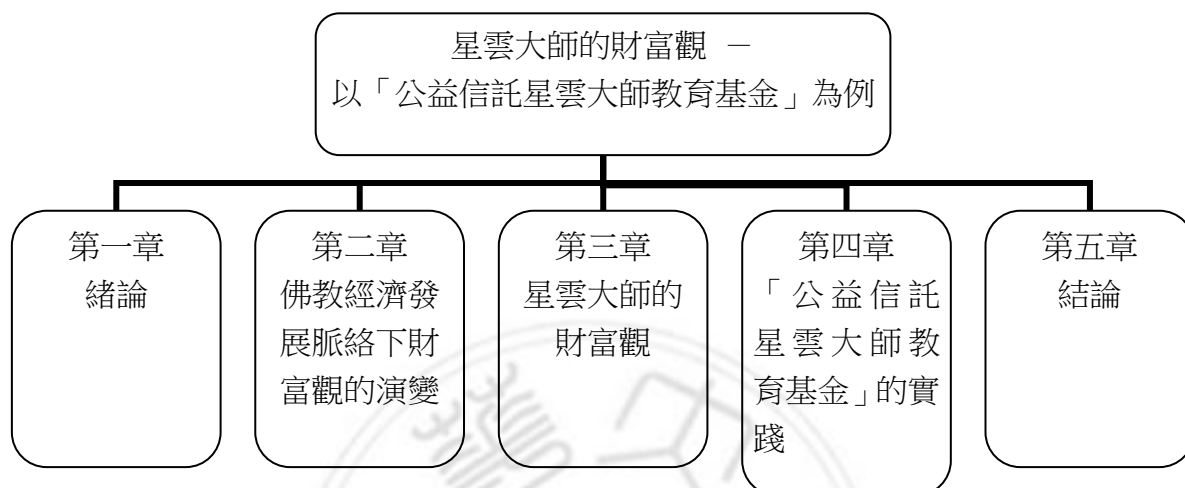 星雲大師的財富觀 －
以「公益信託星雲大師教育基金」為例
第一章
緒論
第二章
佛教經濟發
展脈絡下財
富觀的演變
第三章
星雲大師的
財富觀
第四章
「公益信託
星雲大師教
育基金」的實
踐
第五章
結論